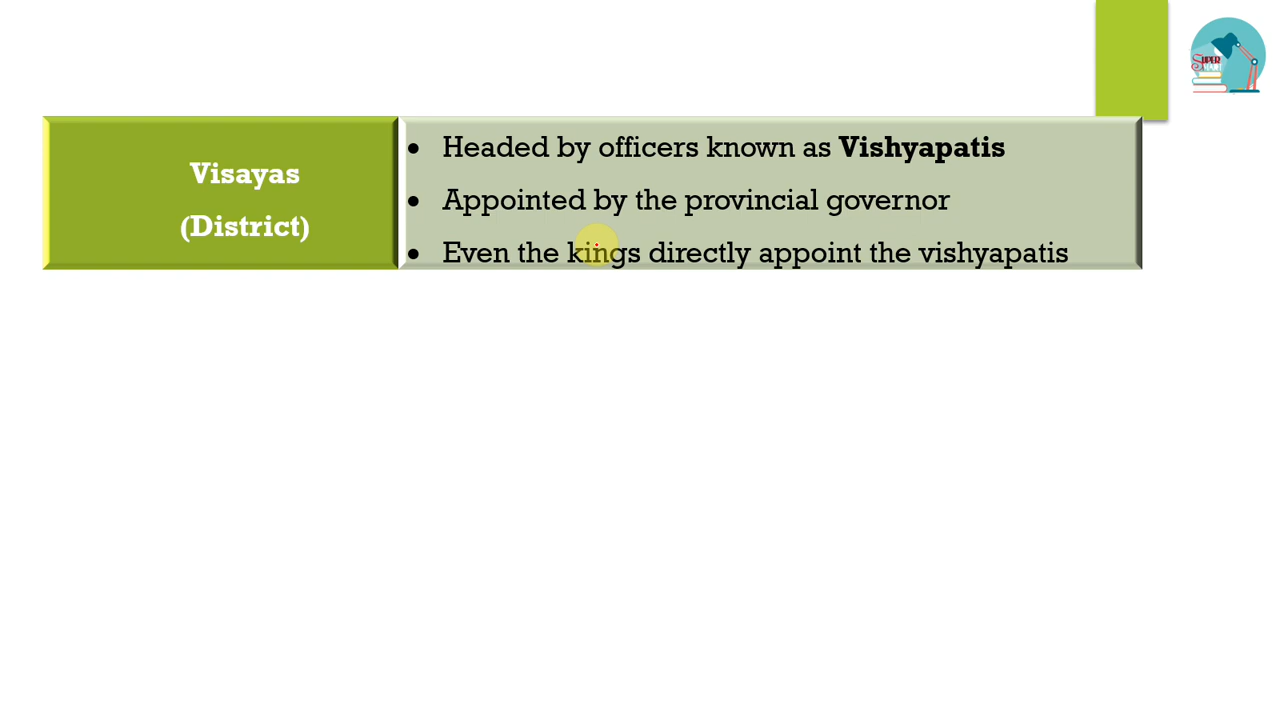 Visayas
(District)
• Headed by officers known as Vishyapatis
• Appointed by the provincial governor
• Even the kings directly appoint the vishyapatis
SUPER